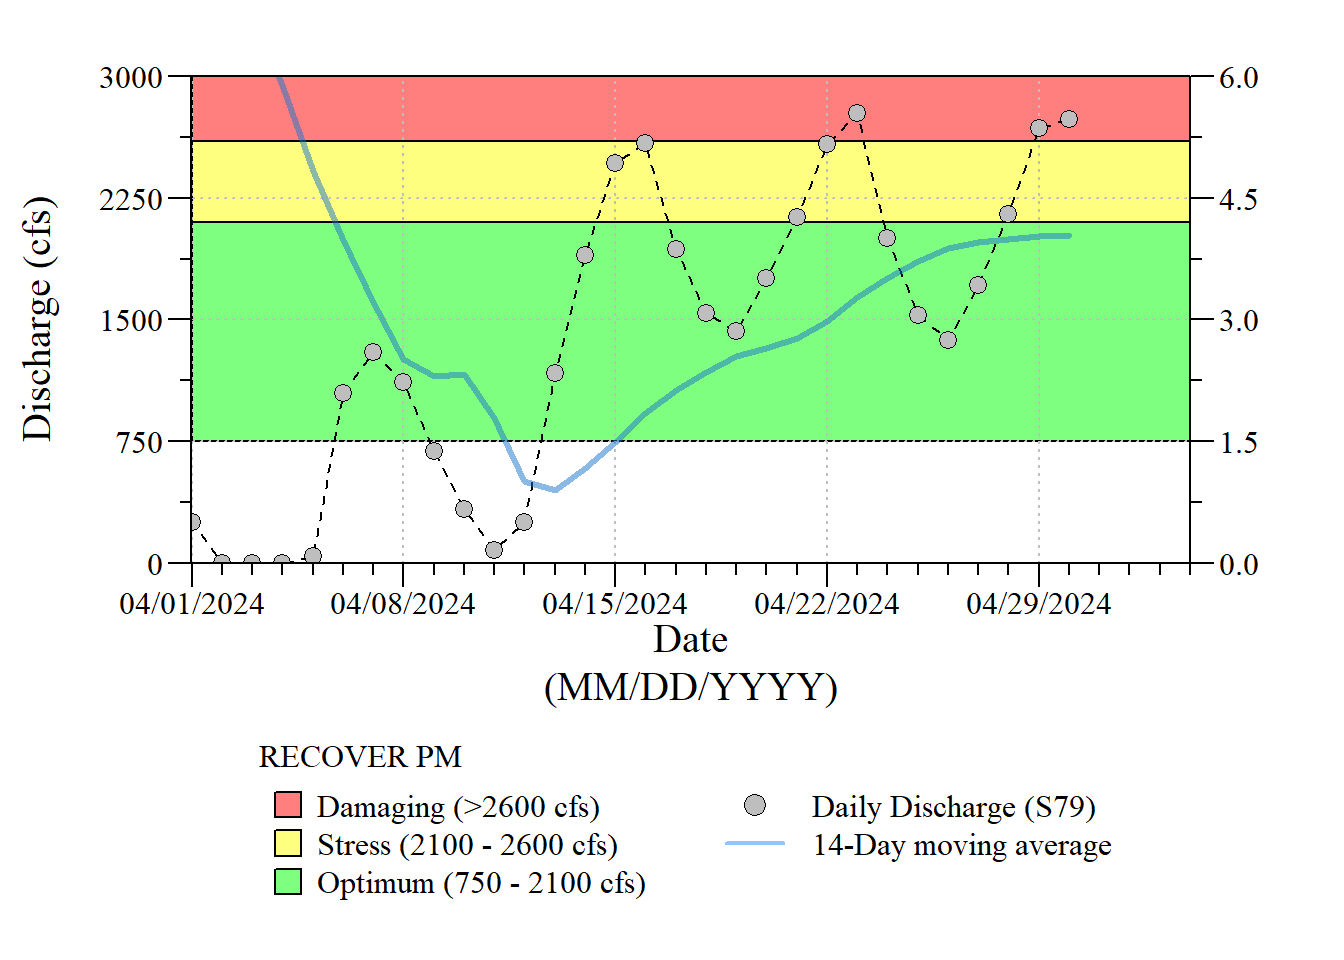 Discharge (cfs)
3000
2250
1500
750
0
6.0
4.5
3.0
1.5
0.0
04/01/2024 04/08/2024 04/15/2024 04/22/2024 04/29/2024
Date
(MM/DD/YYYY)
RECOVER PM
Damaging (>2600 cfs)
Stress (2100 - 2600 cfs)
Optimum (750 - 2100 cfs)
Daily Discharge (S79)
14-Day moving average